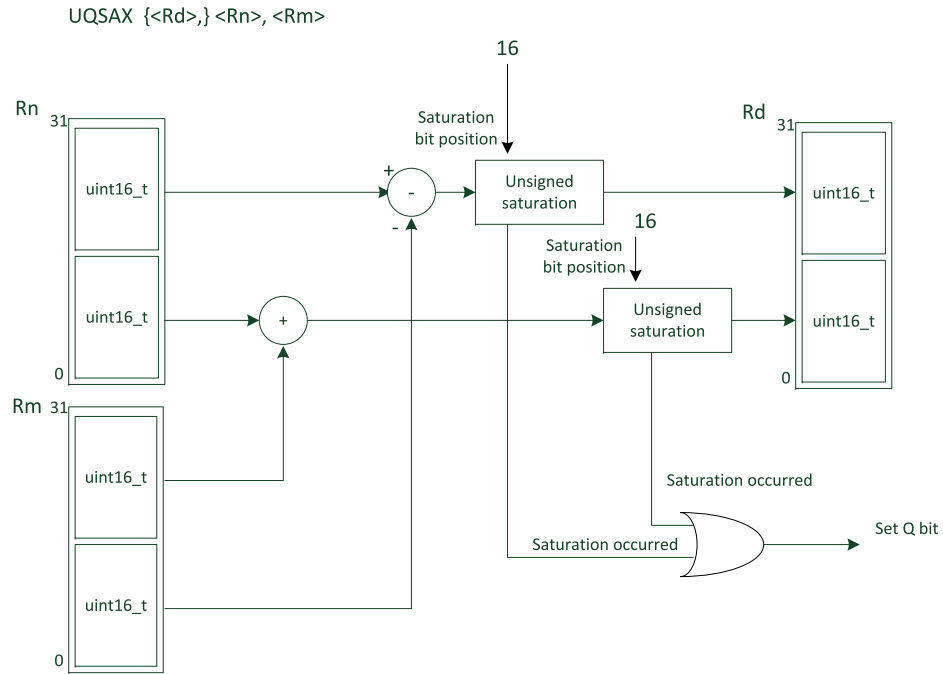 UQSAX {<Rd>,} <Rn>, <Rm>
16
Saturation
bit position
Rn
31
uint16_t
uint16_t
0
+
-
-
+
Unsigned
saturation
16
Saturation
bit position
Unsigned
saturation
Rd
31
uint16_t
uint16_t
0
Rm
31
uint16_t
uint16_t
0
Saturation occurred
Saturation occurred
Set Q bit